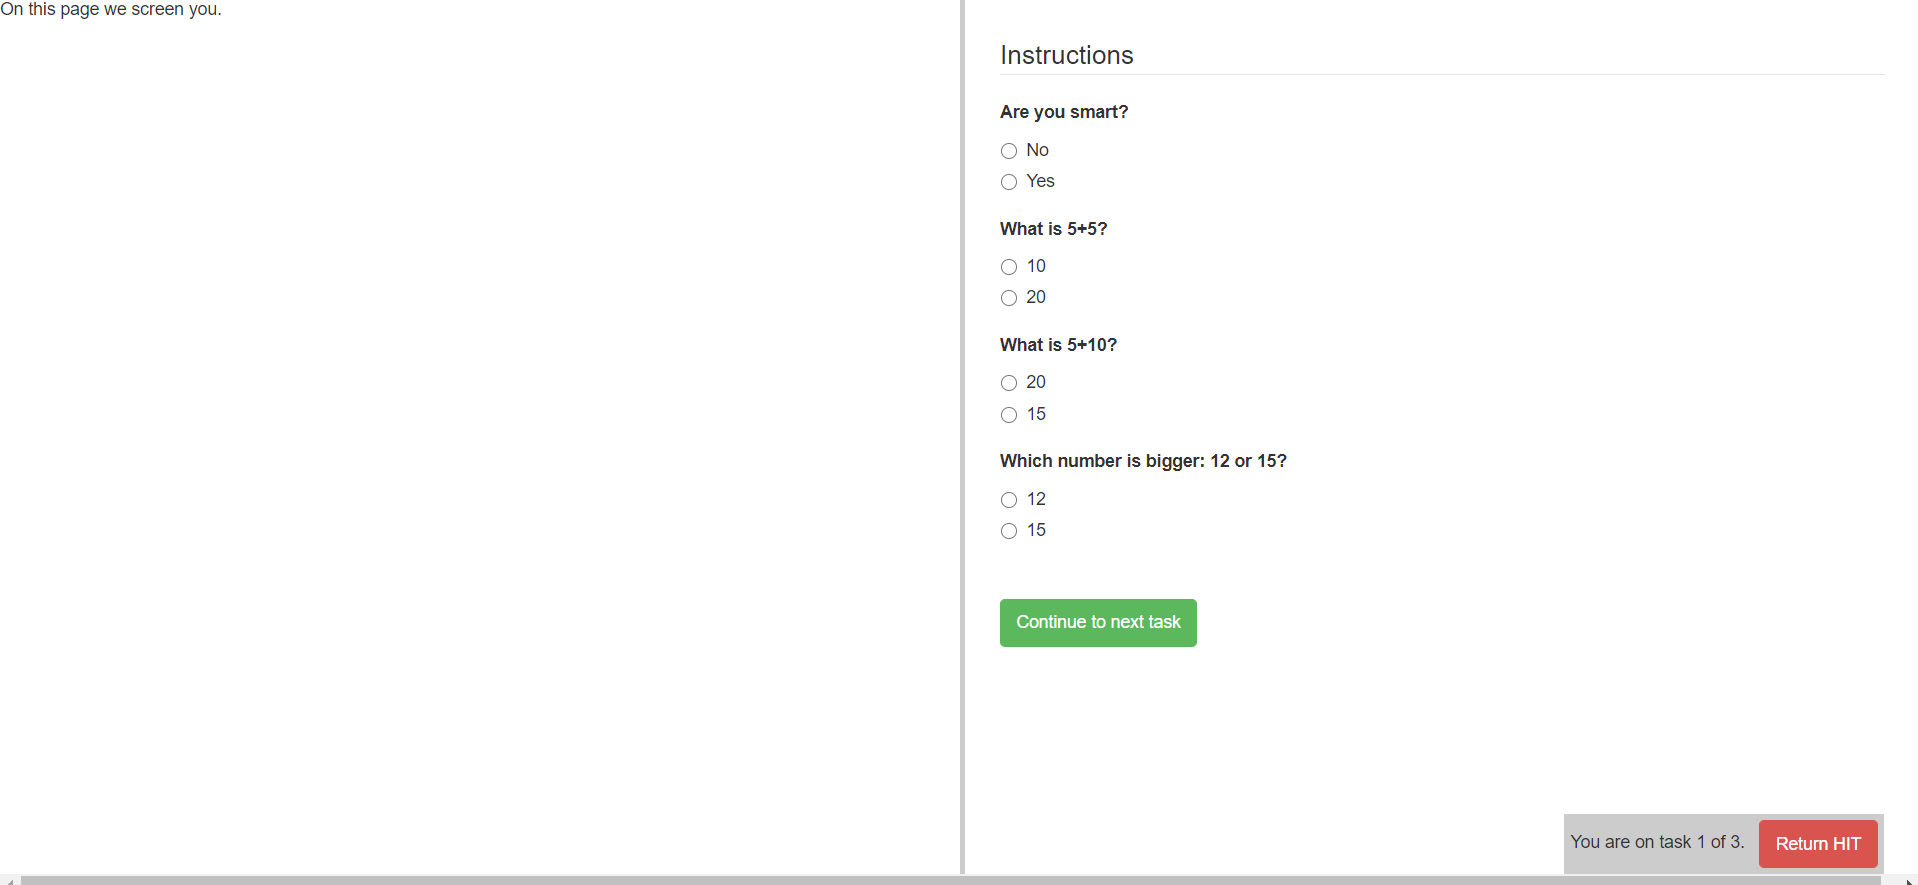 On this page we screen you.
Instructions
Are you smart?
No
Yes
What is 5+5?
10
20
What is 5+10?
20
15
Which number is bigger: 12 or 15?
12
15
Continue to next task
You are on task 1 of 3.
Return HIT